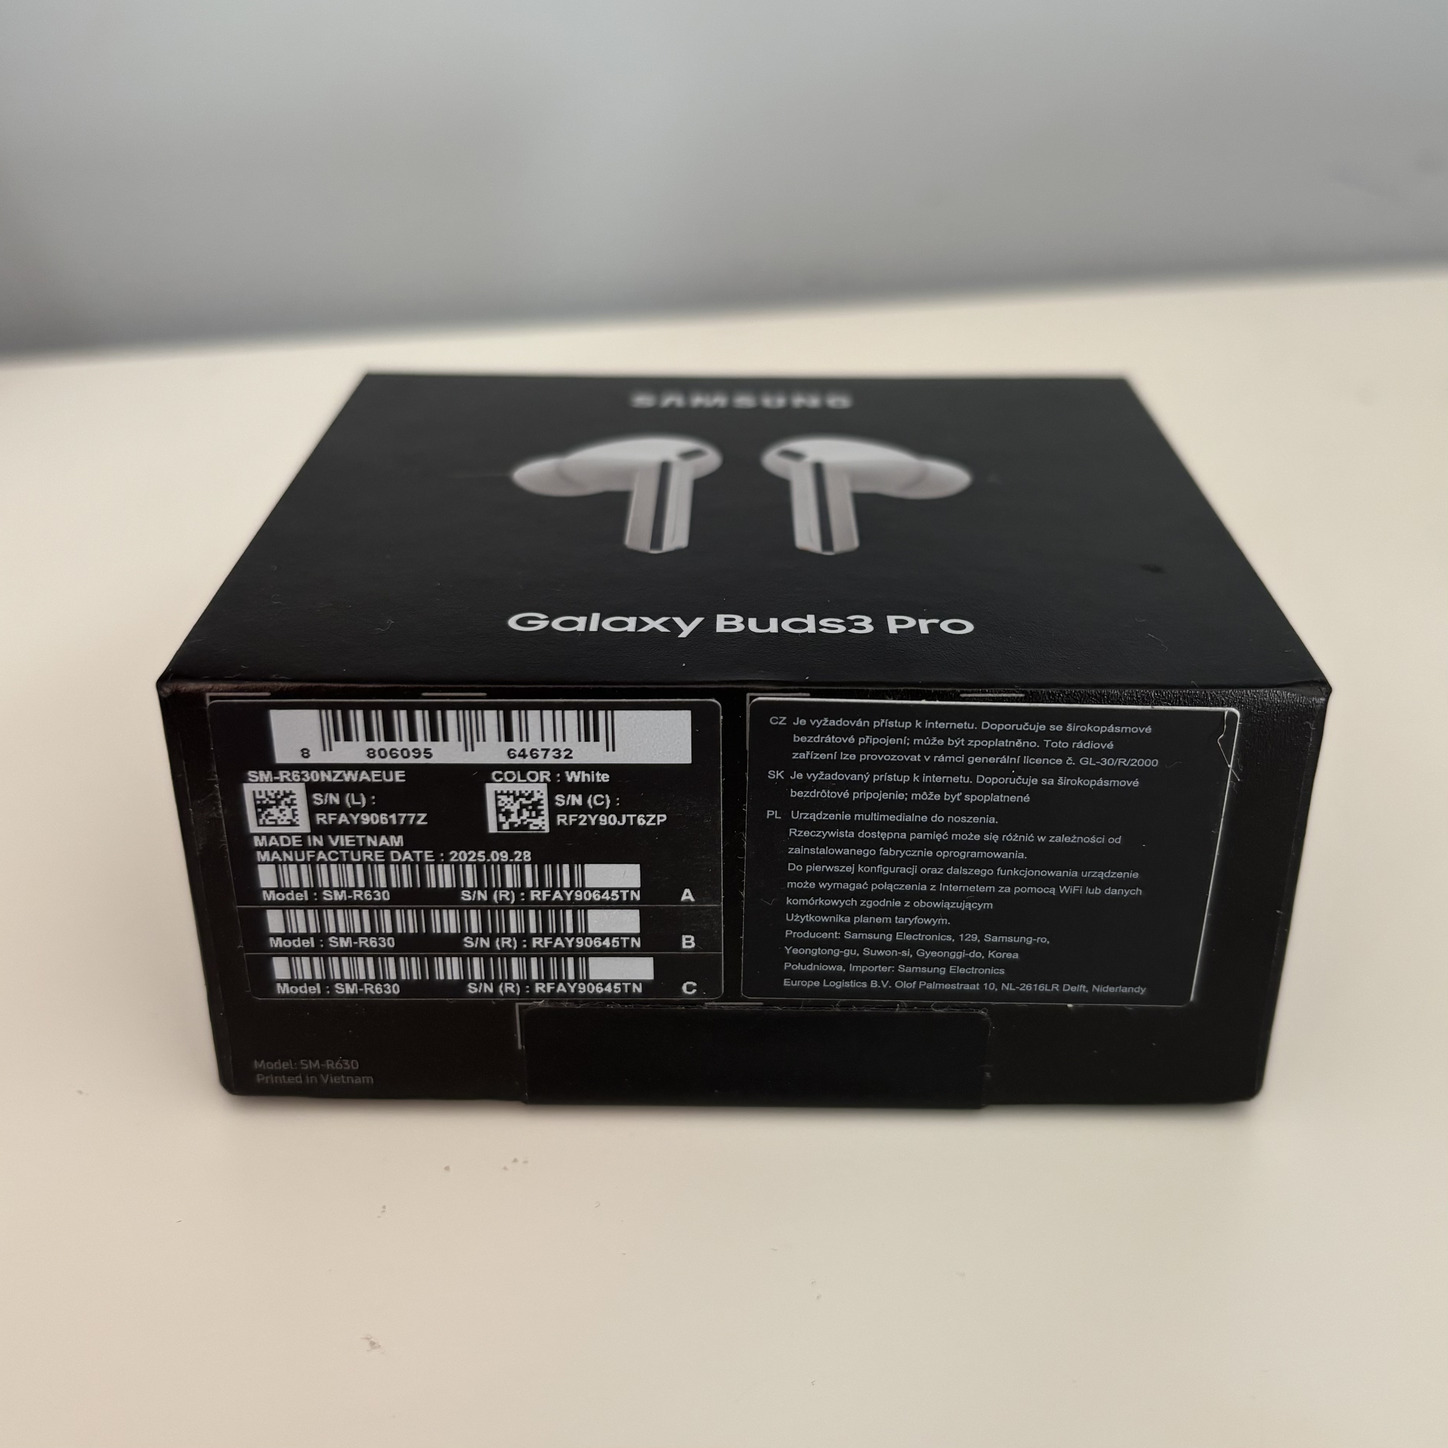 SAMSUNG
Galaxy Buds3 Pro
8 806095 646732
SM-R630NZWAEUE COLOR : White
S/N (L) : S/N (C) :
RFAY906177Z RF2Y90JT6ZP
MADE IN VIETNAM
MANUFACTURE DATE : 2025.09.28
Model : SM-R630 S/N (R) : RFAY90645TN A
Model : SM-R630 S/N (R) : RFAY90645TN B
Model : SM-R630 S/N (R) : RFAY90645TN C
Model: SM-R630
Printed in Vietnam
CZ Je vyžadován přístup k internetu. Doporučuje se širokopásmové
bezdrátové připojení; může být zpoplatněno. Toto rádiové
zařízení lze provozovat v rámci generální licence č. GL-30/R/2000
SK Je vyžadovaný prístup k internetu. Doporučuje sa širokopásmové
bezdrôtové pripojenie; môže byť spoplatnené
PL Urządzenie multimedialne do noszenia.
Rzeczywista dostępna pamięć może się różnić w zależności od
zainstalowanego fabrycznie oprogramowania.
Do pierwszej konfiguracji oraz dalszego funkcjonowania urządzenie
może wymagać połączenia z Internetem za pomocą WiFi lub danych
komórkowych zgodnie z obowiązującym
Użytkownika planem taryfowym.
Producent: Samsung Electronics, 129, Samsung-ro,
Yeongtong-gu, Suwon-si, Gyeonggi-do, Korea
Południowa, Importer: Samsung Electronics
Europe Logistics B.V. Olof Palmestraat 10, NL-2616LR Delft, Niderlandy